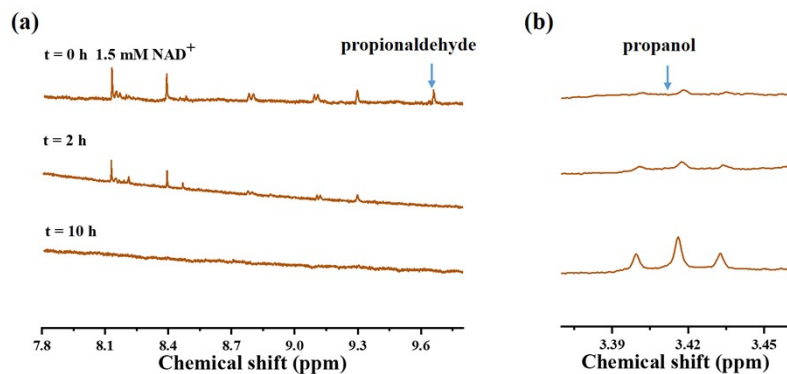 (a)
t = 0 h 1.5 mM NAD⁺
propionaldehyde
t = 2 h
t = 10 h
7.8 8.1 8.4 8.7 9.0 9.3 9.6
Chemical shift (ppm)
(b)
propanol
3.39 3.42 3.45
Chemical shift (ppm)